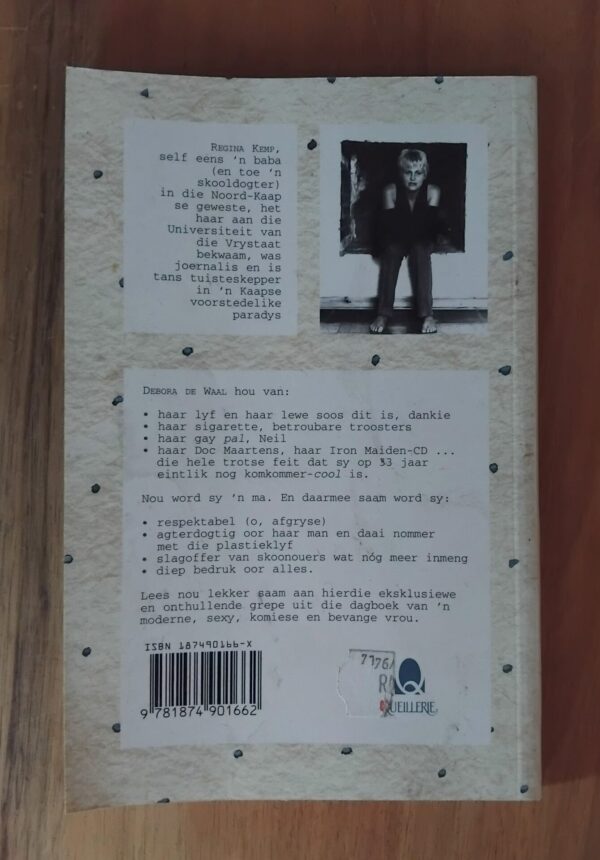 REGINA KEMP,
self eens 'n baba
(en toe 'n
skooldogter)
in die Noord-Kaap
se geweste, het
haar aan die
Universiteit van
die Vrystaat
bekwaam, was
joernalis en is
tans tuisteskepper
in 'n Kaapse
voorstedelike
paradys
DEBORA DE WAAL hou van:
• haar lyf en haar lewe soos dit is, dankie
• haar sigarette, betroubare troosters
• haar gay pal, Neil
• haar Doc Maartens, haar Iron Maiden-CD ...
die hele trotse feit dat sy op 33 jaar
eintlik nog komkommer-cool is.
Nou word sy 'n ma. En daarmee saam word sy:
• respektabel (o, afgryse)
• agterdogtig oor haar man en daai nommer
met die plastieklyf
• slagoffer van skoonouers wat nóg meer inmeng
• diep bedruk oor alles.
Lees nou lekker saam aan hierdie eksklusiewe
en onthullende grepe uit die dagboek van 'n
moderne, sexy, komiese en bevange vrou.
ISBN 187490166-X
9 781874 901662
7776/
R
QUEILLERIE